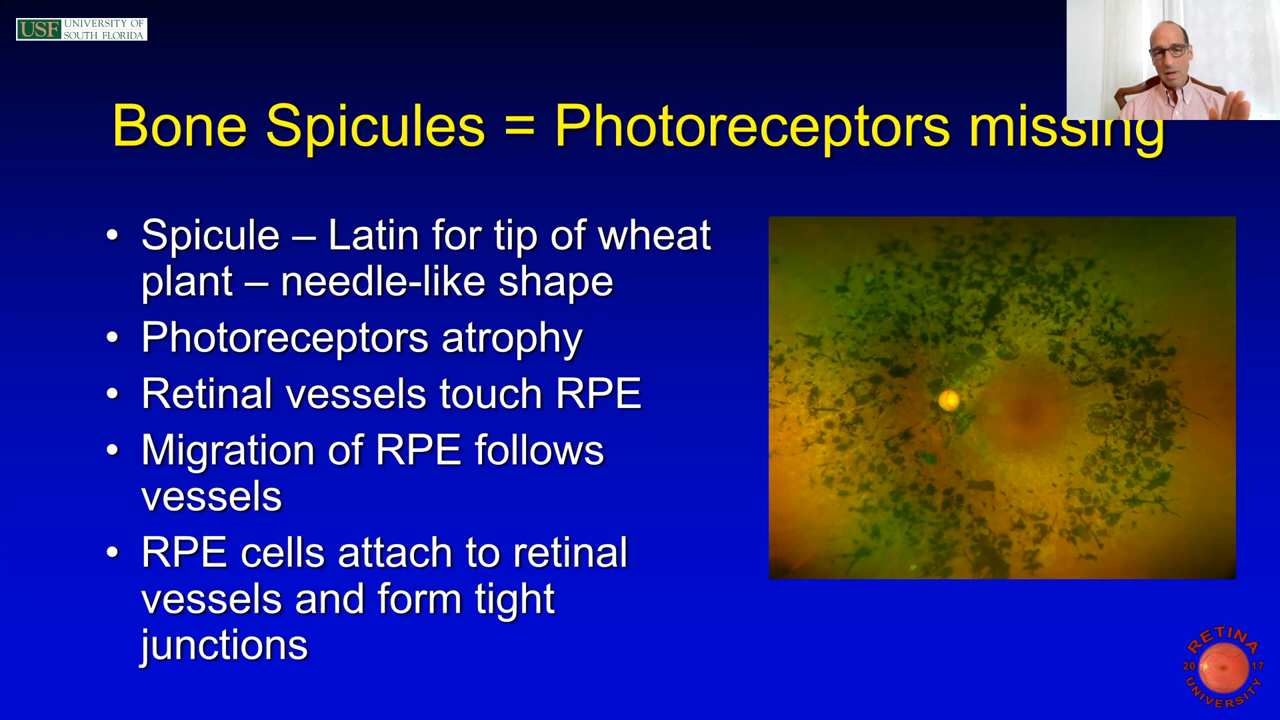 USF UNIVERSITY OF
SOUTH FLORIDA
Bone Spicules = Photoreceptors missing
• Spicule – Latin for tip of wheat
plant – needle-like shape
• Photoreceptors atrophy
• Retinal vessels touch RPE
• Migration of RPE follows
vessels
• RPE cells attach to retinal
vessels and form tight
junctions
RETINA
20 17
UNIVERSITY